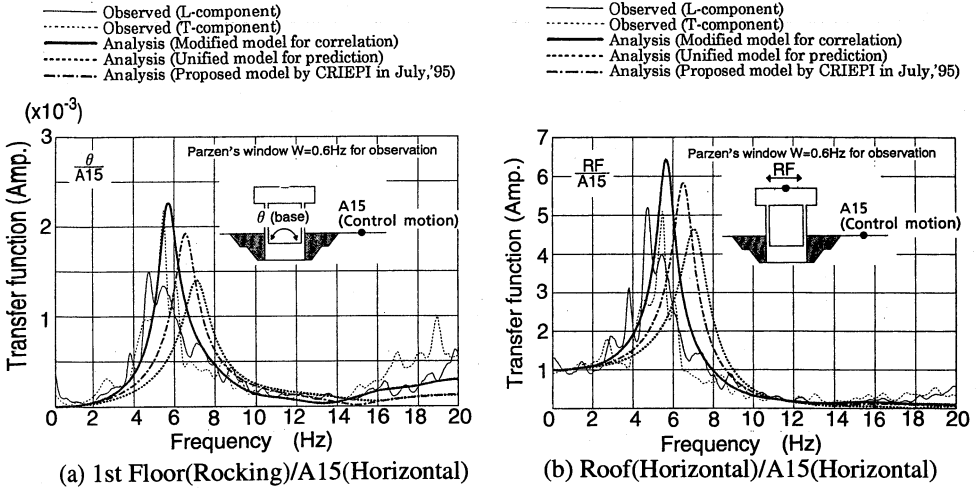 Observed (L-component)
Observed (T-component)
Analysis (Modified model for correlation)
Analysis (Unified model for prediction)
Analysis (Proposed model by CRIEPI in July,'95)
(x10⁻³)
3
2
1
0
Transfer function (Amp.)
θ
A15
Parzen's window W=0.6Hz for observation
θ (base)
A15
(Control motion)
0 2 4 6 8 10 12 14 16 18 20
Frequency (Hz)
(a) 1st Floor(Rocking)/A15(Horizontal)
Observed (L-component)
Observed (T-component)
Analysis (Modified model for correlation)
Analysis (Unified model for prediction)
Analysis (Proposed model by CRIEPI in July,'95)
7
6
5
4
3
2
1
0
Transfer function (Amp.)
RF
A15
Parzen's window W=0.6Hz for observation
RF
A15
(Control motion)
0 2 4 6 8 10 12 14 16 18 20
Frequency (Hz)
(b) Roof(Horizontal)/A15(Horizontal)